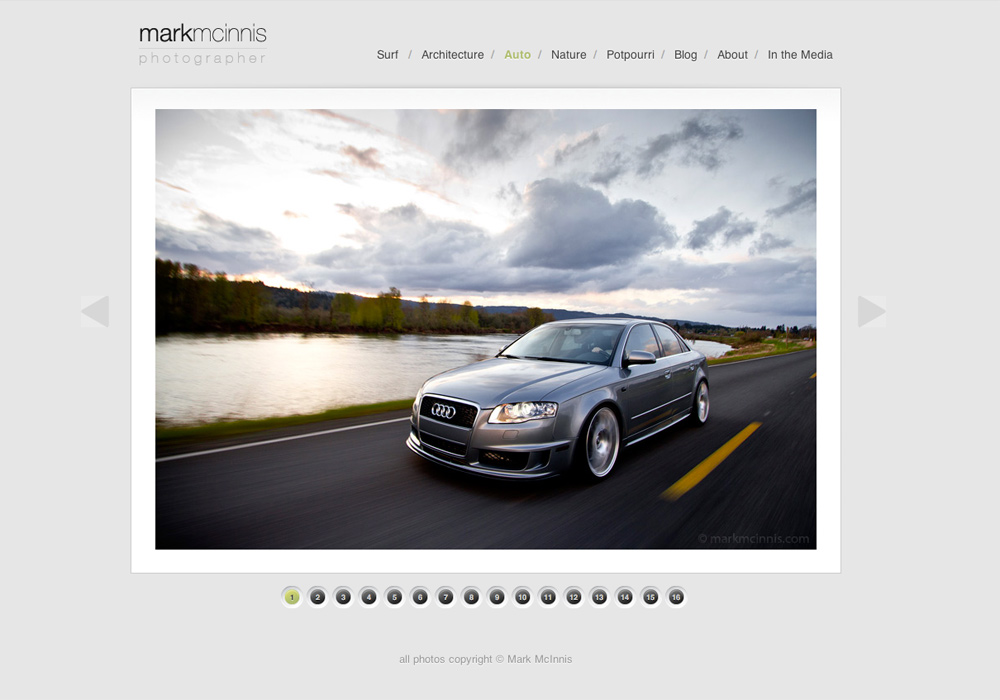 markmcinnis
photographer
Surf / Architecture / Auto / Nature / Potpourri / Blog / About / In the Media
© markmcinnis.com
1 2 3 4 5 6 7 8 9 10 11 12 13 14 15 16
all photos copyright © Mark McInnis